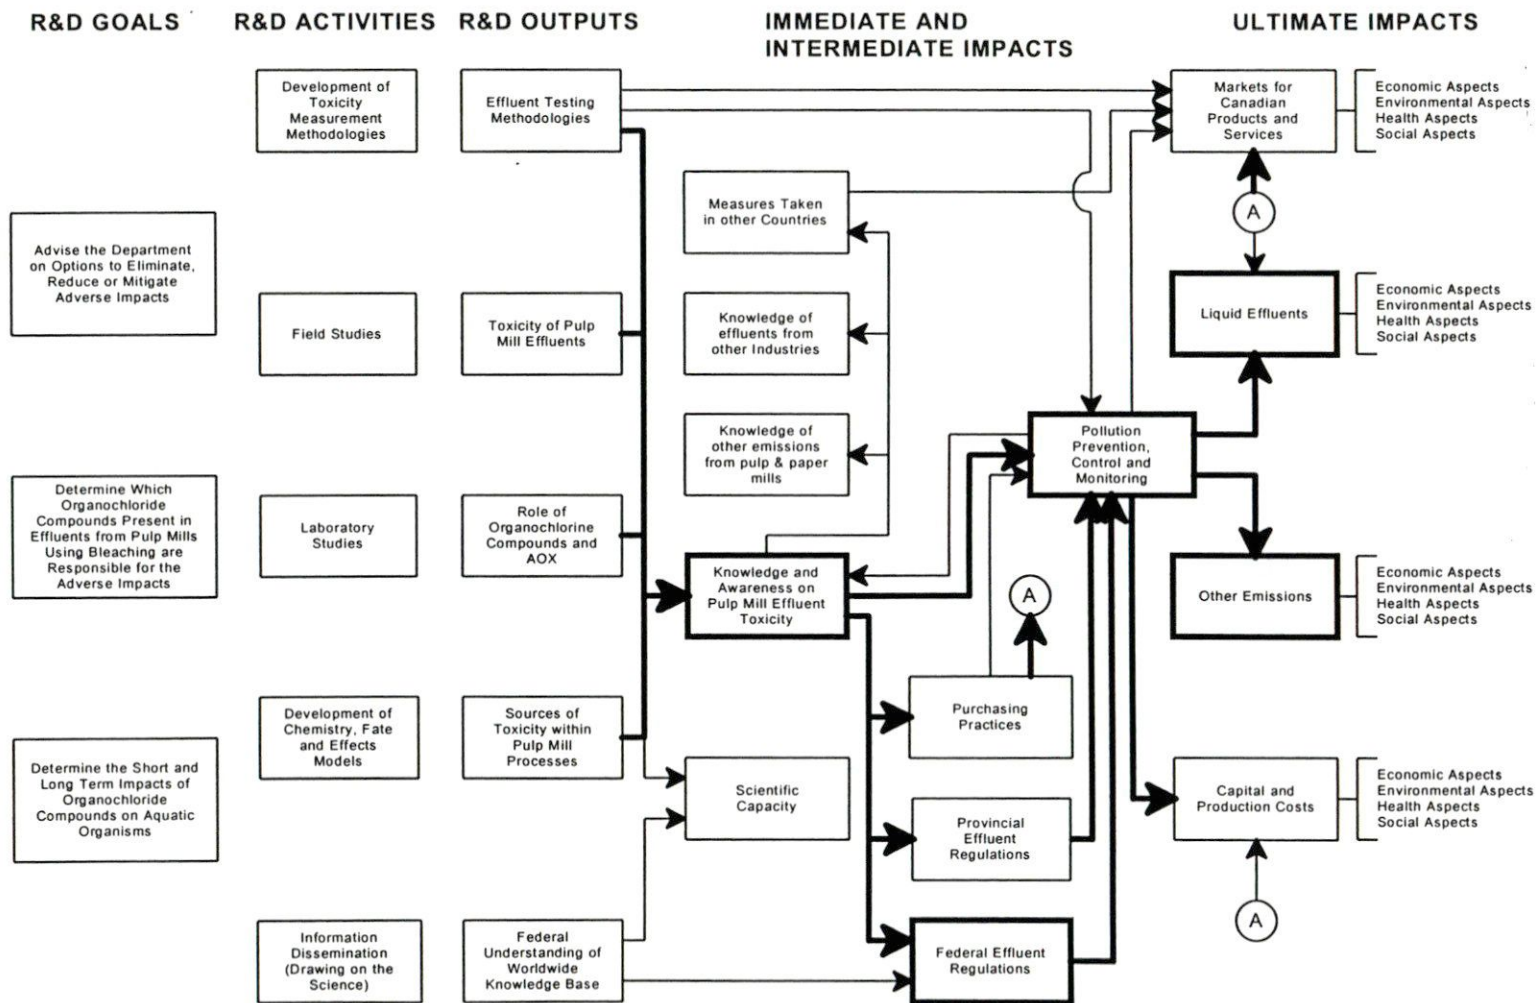 R&D GOALS
R&D ACTIVITIES
R&D OUTPUTS
IMMEDIATE AND
INTERMEDIATE IMPACTS
ULTIMATE IMPACTS
Advise the Department
on Options to Eliminate,
Reduce or Mitigate
Adverse Impacts
Determine Which
Organochloride
Compounds Present in
Effluents from Pulp Mills
Using Bleaching are
Responsible for the
Adverse Impacts
Determine the Short and
Long Term Impacts of
Organochloride
Compounds on Aquatic
Organisms
Development of
Toxicity
Measurement
Methodologies
Field Studies
Laboratory
Studies
Development of
Chemistry, Fate
and Effects
Models
Information
Dissemination
(Drawing on the
Science)
Effluent Testing
Methodologies
Toxicity of Pulp
Mill Effluents
Role of
Organochlorine
Compounds and
AOX
Sources of
Toxicity within
Pulp Mill
Processes
Federal
Understanding of
Worldwide
Knowledge Base
Measures Taken
in other Countries
Knowledge of
effluents from
other Industries
Knowledge of
other emissions
from pulp & paper
mills
Knowledge and
Awareness on
Pulp Mill Effluent
Toxicity
Scientific
Capacity
A
Purchasing
Practices
Provincial
Effluent
Regulations
Federal Effluent
Regulations
Pollution
Prevention,
Control and
Monitoring
Markets for
Canadian
Products and
Services
Economic Aspects
Environmental Aspects
Health Aspects
Social Aspects
A
Liquid Effluents
Economic Aspects
Environmental Aspects
Health Aspects
Social Aspects
Other Emissions
Economic Aspects
Environmental Aspects
Health Aspects
Social Aspects
Capital and
Production Costs
Economic Aspects
Environmental Aspects
Health Aspects
Social Aspects
A